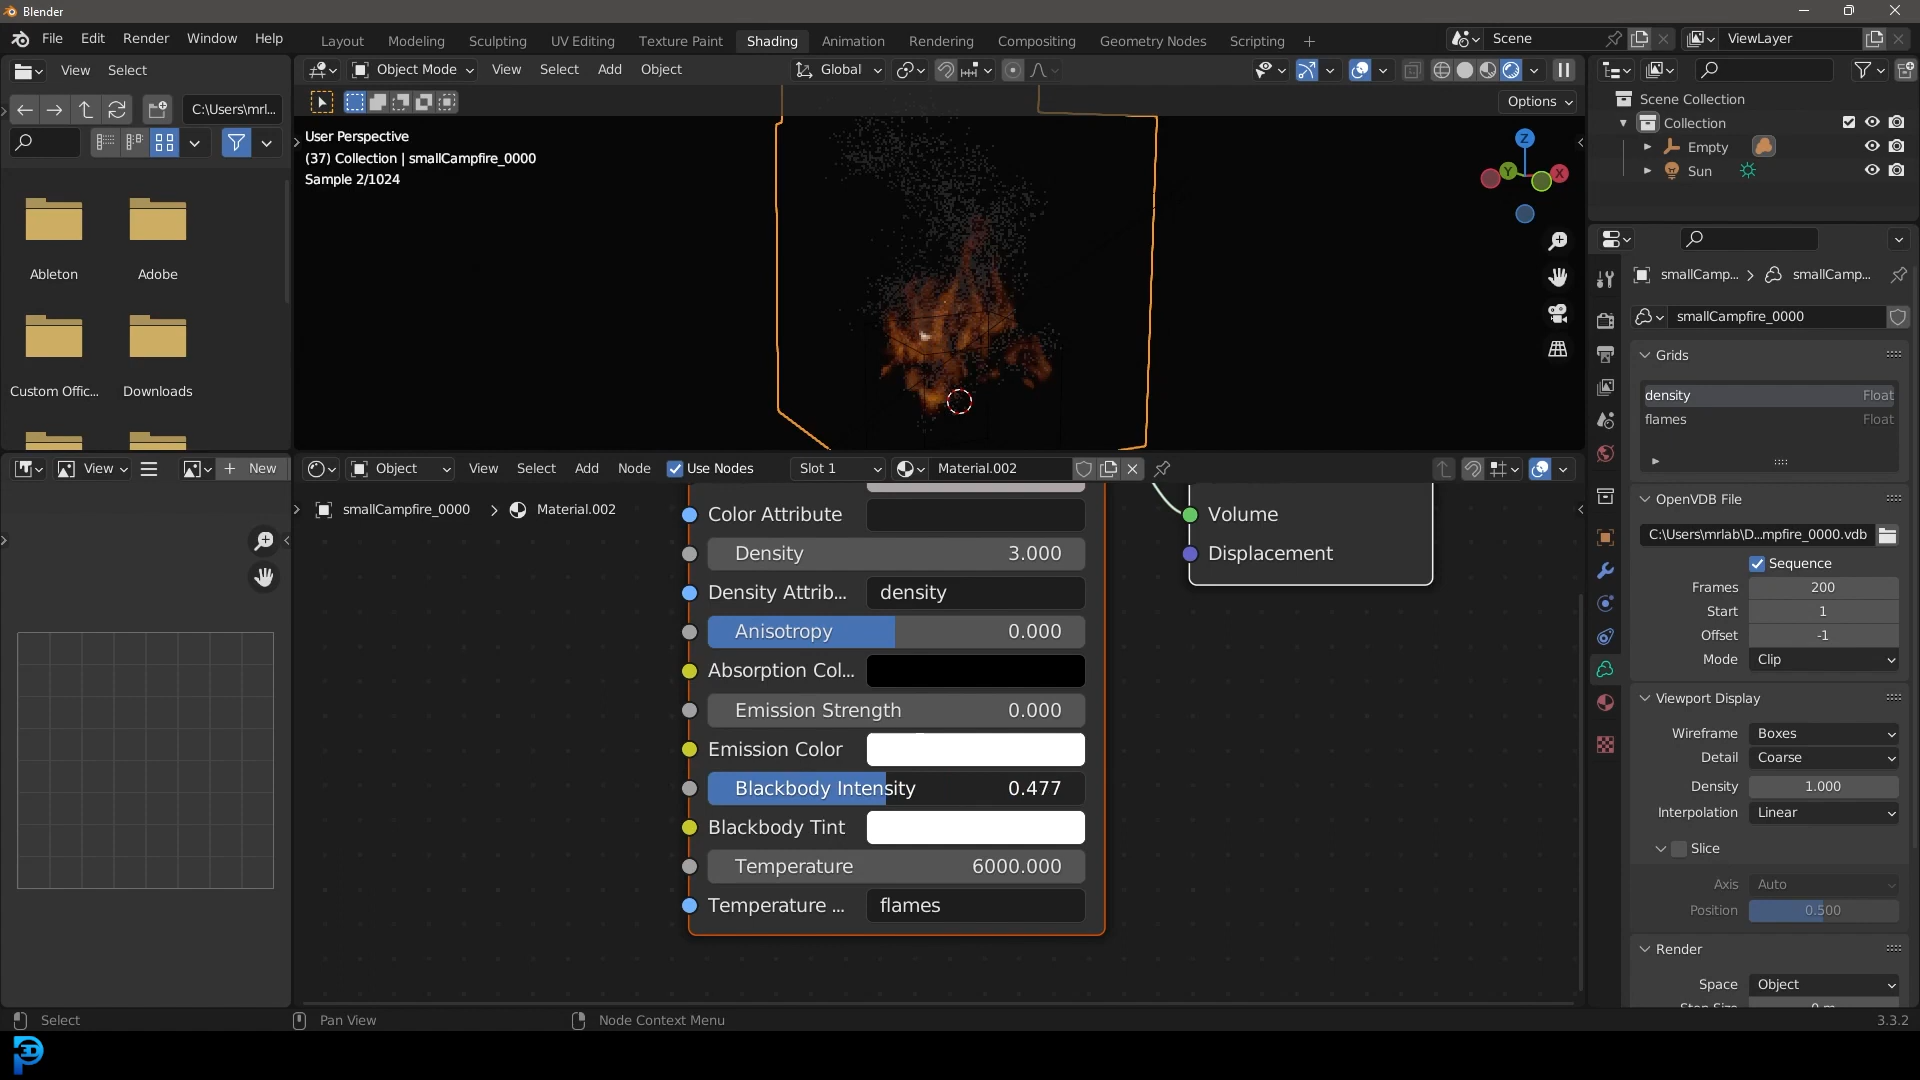 Blender
File Edit Render Window Help
Layout Modeling Sculpting UV Editing Texture Paint Shading Animation Rendering Compositing Geometry Nodes Scripting +
Scene
ViewLayer
View Select
Object Mode View Select Add Object
Global
C:\Users\mrl...
Options
Ableton
Adobe
Custom Offic...
Downloads
User Perspective
(37) Collection | smallCampfire_0000
Sample 2/1024
Z
Y
X
Scene Collection
Collection
Empty
Sun
smallCamp... > smallCamp...
smallCampfire_0000
Grids
density Float
flames Float
OpenVDB File
C:\Users\mrlab\D...mpfire_0000.vdb
Sequence
Frames 200
Start 1
Offset -1
Mode Clip
Viewport Display
Wireframe Boxes
Detail Coarse
Density 1.000
Interpolation Linear
Slice
Axis Auto
Position 0.500
Render
Space Object
Step Size 0 m
View
+ New
Object View Select Add Node Use Nodes Slot 1 Material.002
smallCampfire_0000 > Material.002
Color Attribute
Density 3.000
Density Attrib... density
Anisotropy 0.000
Absorption Col...
Emission Strength 0.000
Emission Color
Blackbody Intensity 0.477
Blackbody Tint
Temperature 6000.000
Temperature ... flames
Volume
Displacement
Select
Pan View
Node Context Menu
3.3.2